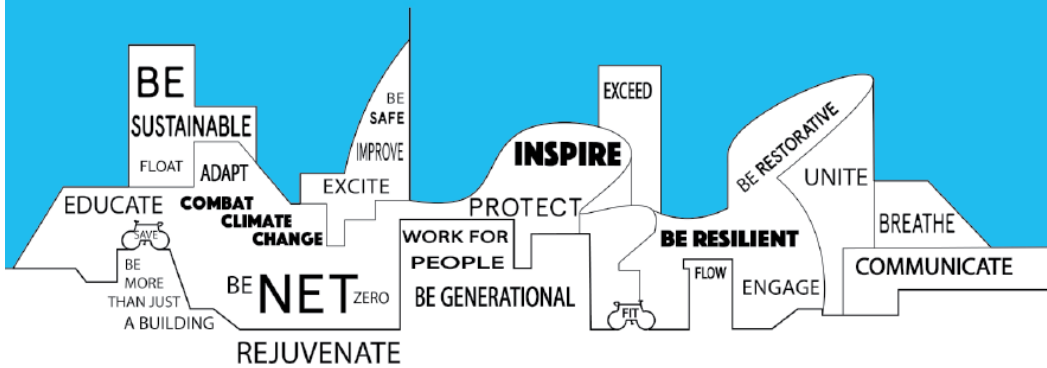 BE
SUSTAINABLE
FLOAT
ADAPT
EDUCATE
COMBAT
CLIMATE
CHANGE
SAVE
BE
MORE
THAN JUST
A BUILDING
BE NET ZERO
REJUVENATE
BE
SAFE
IMPROVE
EXCITE
INSPIRE
PROTECT
WORK FOR
PEOPLE
BE GENERATIONAL
EXCEED
FIT
BE RESTORATIVE
UNITE
BE RESILIENT
FLOW
ENGAGE
BREATHE
COMMUNICATE